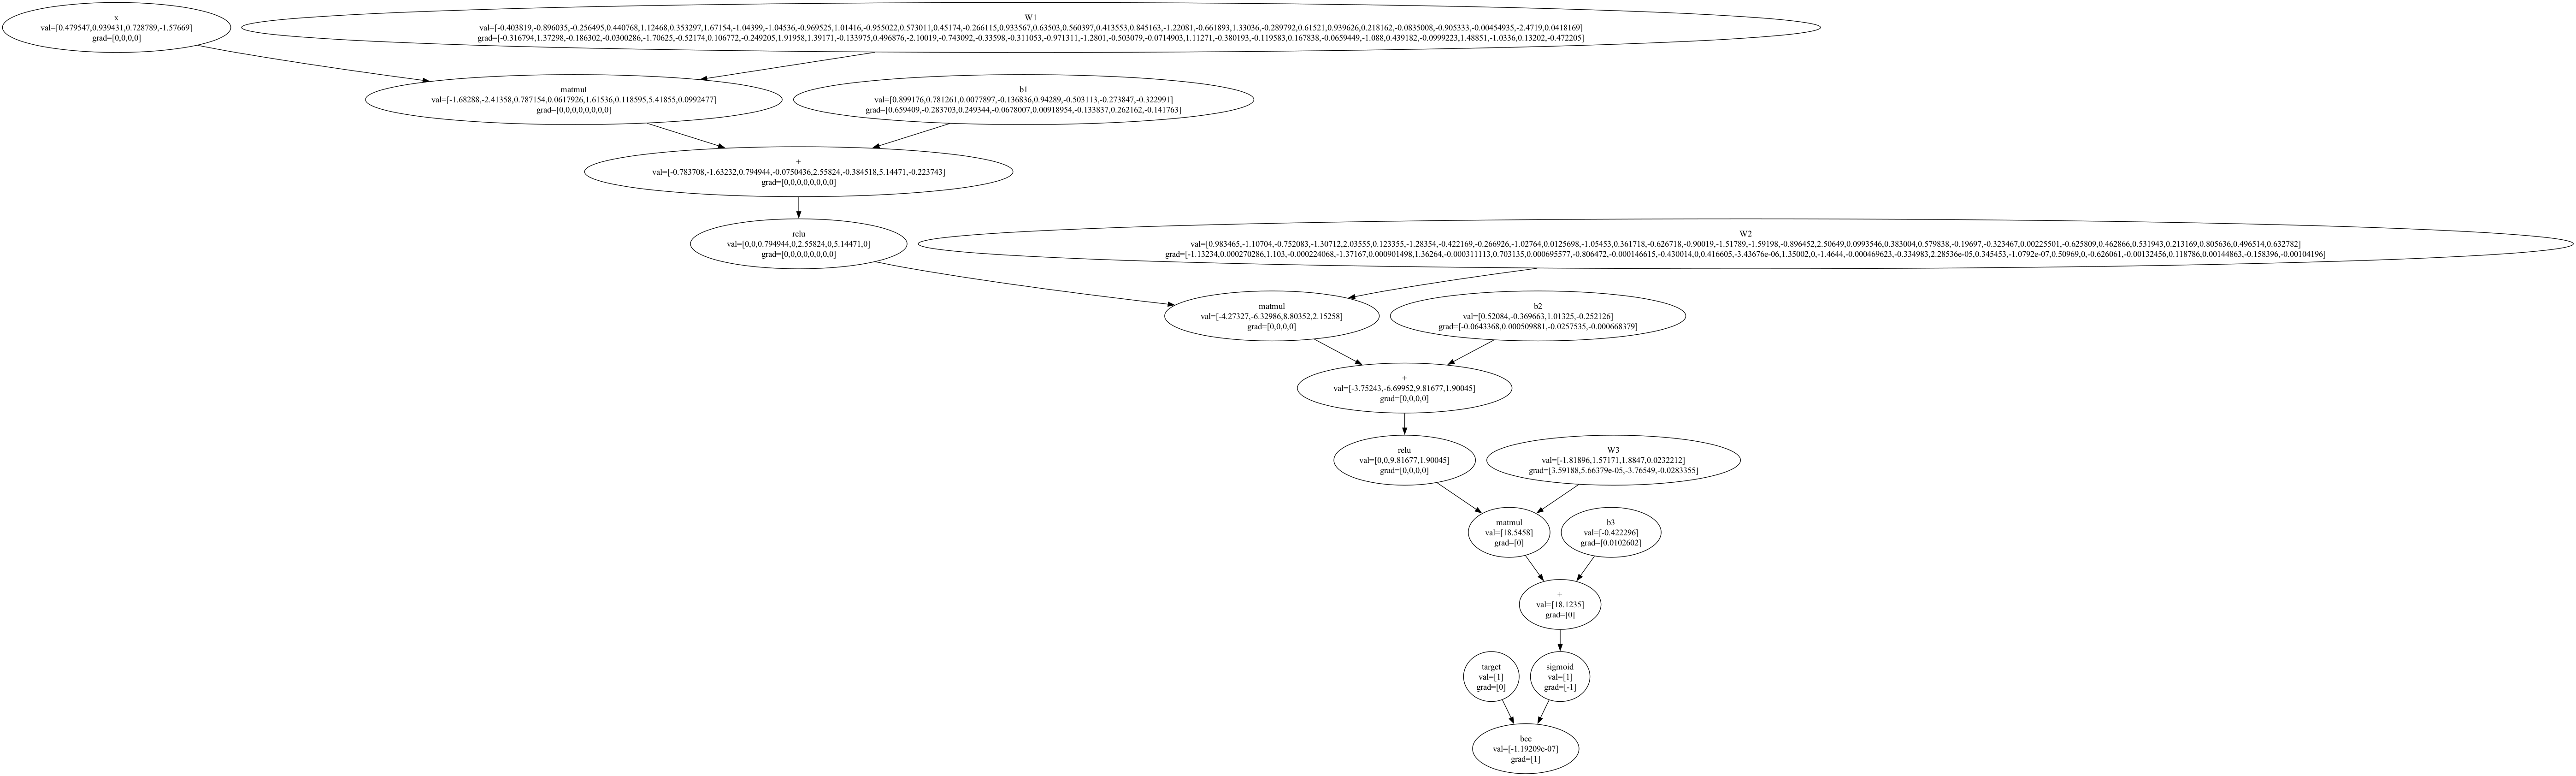 x
val=[0.479547,0.939431,0.728789,-1.57669]
grad=[0,0,0,0]
W1
val=[-0.403819,-0.896035,-0.256495,0.440768,1.12468,0.353297,1.67154,-1.04399,-1.04536,-0.969525,1.01416,-0.955022,0.573011,0.45174,-0.266115,0.933567,0.63503,0.560397,0.413553,0.845163,-1.22081,-0.661893,1.33036,-0.289792,0.61521,0.939626,0.218162,-0.0835008,-0.905333,-0.00454935,-2.4719,0.0418169]
grad=[-0.316794,1.37298,-0.186302,-0.0300286,-1.70625,-0.52174,0.106772,-0.249205,1.91958,1.39171,-0.133975,0.496876,-2.10019,-0.743092,-0.33598,-0.311053,-0.971311,-1.2801,-0.503079,-0.0714903,1.11271,-0.380193,-0.119583,0.167838,-0.0659449,-1.088,0.439182,-0.0999223,1.48851,-1.0336,0.13202,-0.472205]
matmul
val=[-1.68288,-2.41358,0.787154,0.0617926,1.61536,0.118595,5.41855,0.0992477]
grad=[0,0,0,0,0,0,0,0]
b1
val=[0.899176,0.781261,0.0077897,-0.136836,0.94289,-0.503113,-0.273847,-0.322991]
grad=[0.659409,-0.283703,0.249344,-0.0678007,0.00918954,-0.133837,0.262162,-0.141763]
+
val=[-0.783708,-1.63232,0.794944,-0.0750436,2.55824,-0.384518,5.14471,-0.223743]
grad=[0,0,0,0,0,0,0,0]
relu
val=[0,0,0.794944,0,2.55824,0,5.14471,0]
grad=[0,0,0,0,0,0,0,0]
W2
val=[0.983465,-1.10704,-0.752083,-1.30712,2.03555,0.123355,-1.28354,-0.422169,-0.266926,-1.02764,0.0125698,-1.05453,0.361718,-0.626718,-0.90019,-1.51789,-1.59198,-0.896452,2.50649,0.0993546,0.383004,0.579838,-0.19697,-0.323467,0.00225501,-0.625809,0.462866,0.531943,0.213169,0.805636,0.496514,0.632782]
grad=[-1.13234,0.000270286,1.103,-0.000224068,-1.37167,0.000901498,1.36264,-0.000311113,0.703135,0.000695577,-0.806472,-0.000146615,-0.430014,0,0.416605,-3.43676e-06,1.35002,0,-1.4644,-0.000469623,-0.334983,2.28536e-05,0.345453,-1.0792e-07,0.50969,0,-0.626061,-0.00132456,0.118786,0.00144863,-0.158396,-0.00104196]
matmul
val=[-4.27327,-6.32986,8.80352,2.15258]
grad=[0,0,0,0]
b2
val=[0.52084,-0.369663,1.01325,-0.252126]
grad=[-0.0643368,0.000509881,-0.0257535,-0.000668379]
+
val=[-3.75243,-6.69952,9.81677,1.90045]
grad=[0,0,0,0]
relu
val=[0,0,9.81677,1.90045]
grad=[0,0,0,0]
W3
val=[-1.81896,1.57171,1.8847,0.0232212]
grad=[3.59188,5.66379e-05,-3.76549,-0.0283355]
matmul
val=[18.5458]
grad=[0]
b3
val=[-0.422296]
grad=[0.0102602]
+
val=[18.1235]
grad=[0]
target
val=[1]
grad=[0]
sigmoid
val=[1]
grad=[-1]
bce
val=[-1.19209e-07]
grad=[1]